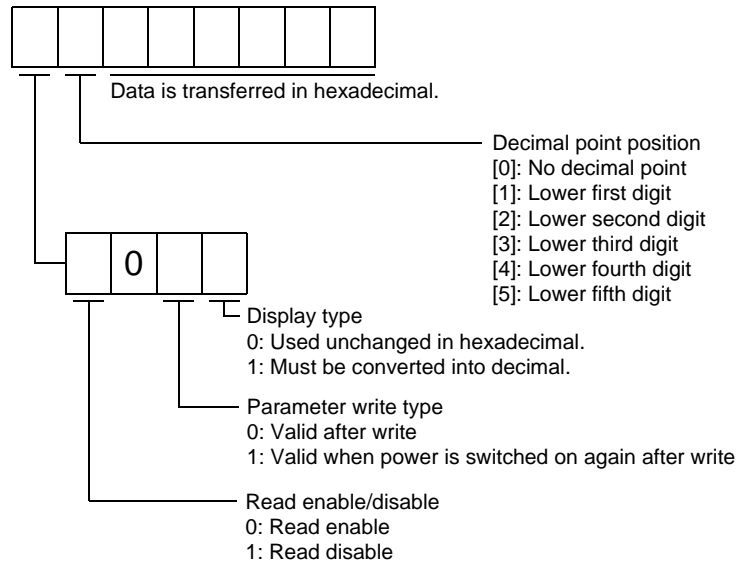 Data is transferred in hexadecimal.
Decimal point position
[0]: No decimal point
[1]: Lower first digit
[2]: Lower second digit
[3]: Lower third digit
[4]: Lower fourth digit
[5]: Lower fifth digit
0
Display type
0: Used unchanged in hexadecimal.
1: Must be converted into decimal.
Parameter write type
0: Valid after write
1: Valid when power is switched on again after write
Read enable/disable
0: Read enable
1: Read disable